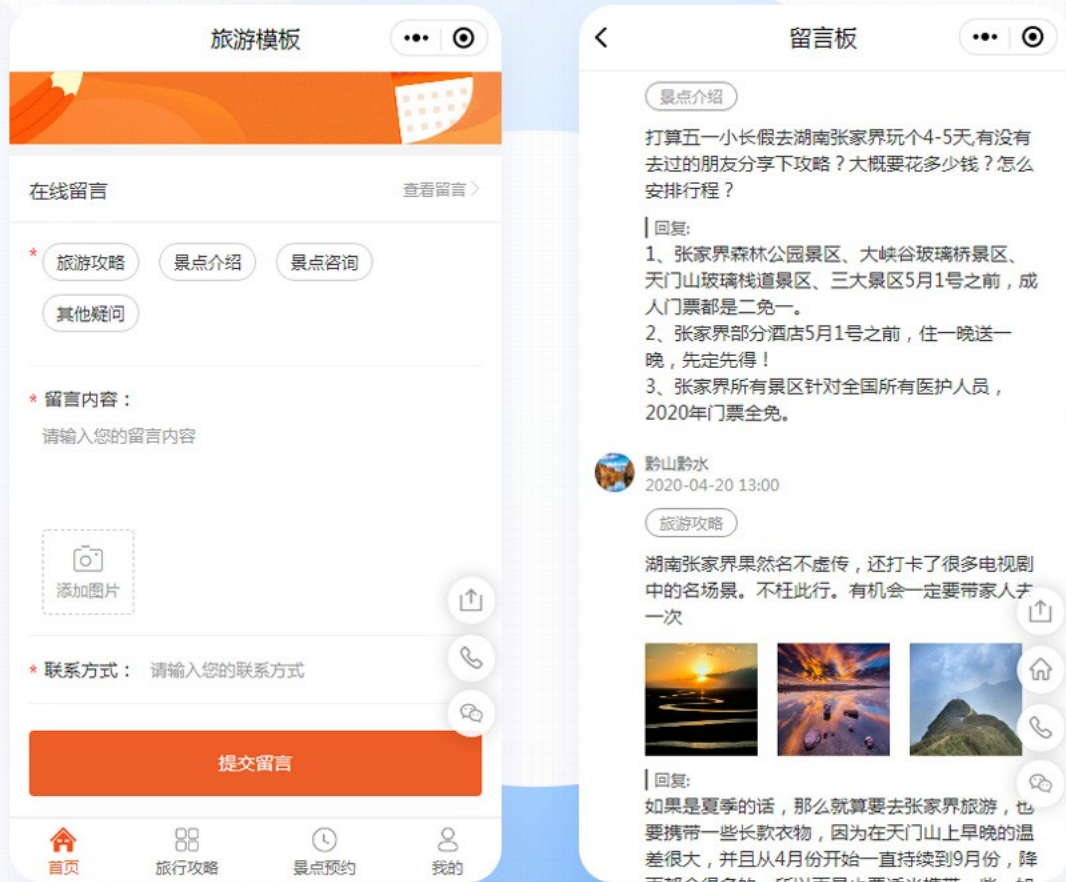 旅游模板
在线留言
查看留言
* 旅游攻略 景点介绍 景点咨询
其他疑问
* 留言内容：
请输入您的留言内容
添加图片
* 联系方式： 请输入您的联系方式
提交留言
首页 旅行攻略 景点预约 我的
留言板
景点介绍
打算五一小长假去湖南张家界玩个4-5天,有没有
去过的朋友分享下攻略？大概要花多少钱？怎么
安排行程？
回复:
1、张家界森林公园景区、大峡谷玻璃桥景区、
天门山玻璃栈道景区、三大景区5月1号之前，成
人门票都是二免一。
2、张家界部分酒店5月1号之前，住一晚送一
晚，先定先得！
3、张家界所有景区针对全国所有医护人员，
2020年门票全免。
黔山黔水
2020-04-20 13:00
旅游攻略
湖南张家界果然名不虚传，还打卡了很多电视剧
中的名场景。不枉此行。有机会一定要带家人去
一次
回复:
如果是夏季的话，那么就算要去张家界旅游，也
要携带一些长款衣物，因为在天门山上早晚的温
差很大，并且从4月份开始一直持续到9月份，降